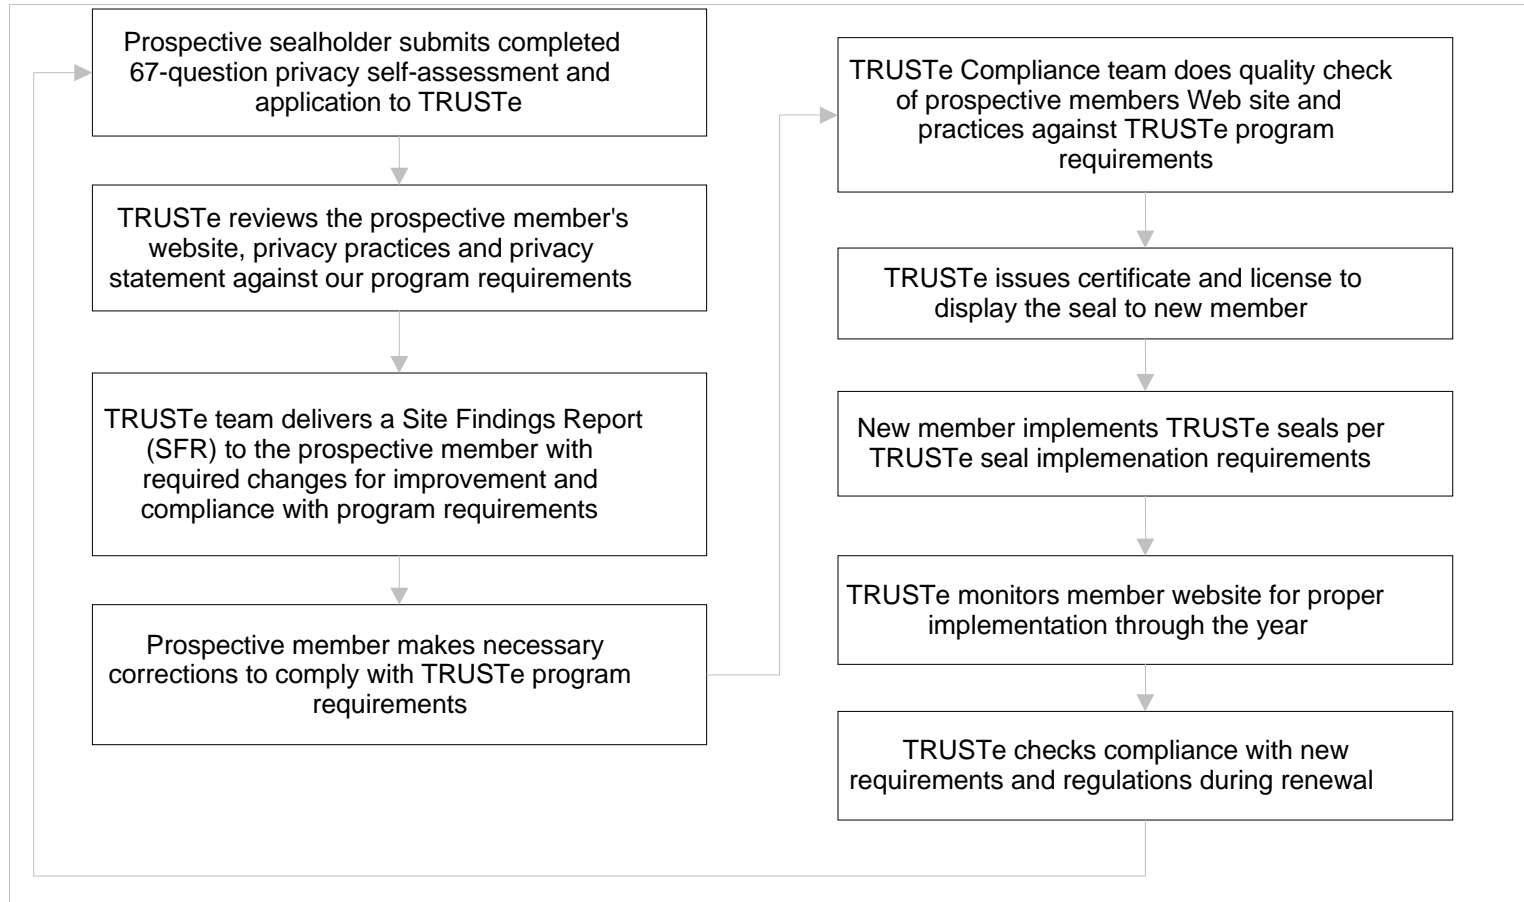 Prospective sealholder submits completed
67-question privacy self-assessment and
application to TRUSTe
TRUSTe reviews the prospective member's
website, privacy practices and privacy
statement against our program requirements
TRUSTe team delivers a Site Findings Report
(SFR) to the prospective member with
required changes for improvement and
compliance with program requirements
Prospective member makes necessary
corrections to comply with TRUSTe program
requirements
TRUSTe Compliance team does quality check
of prospective members Web site and
practices against TRUSTe program
requirements
TRUSTe issues certificate and license to
display the seal to new member
New member implements TRUSTe seals per
TRUSTe seal implemenation requirements
TRUSTe monitors member website for proper
implementation through the year
TRUSTe checks compliance with new
requirements and regulations during renewal